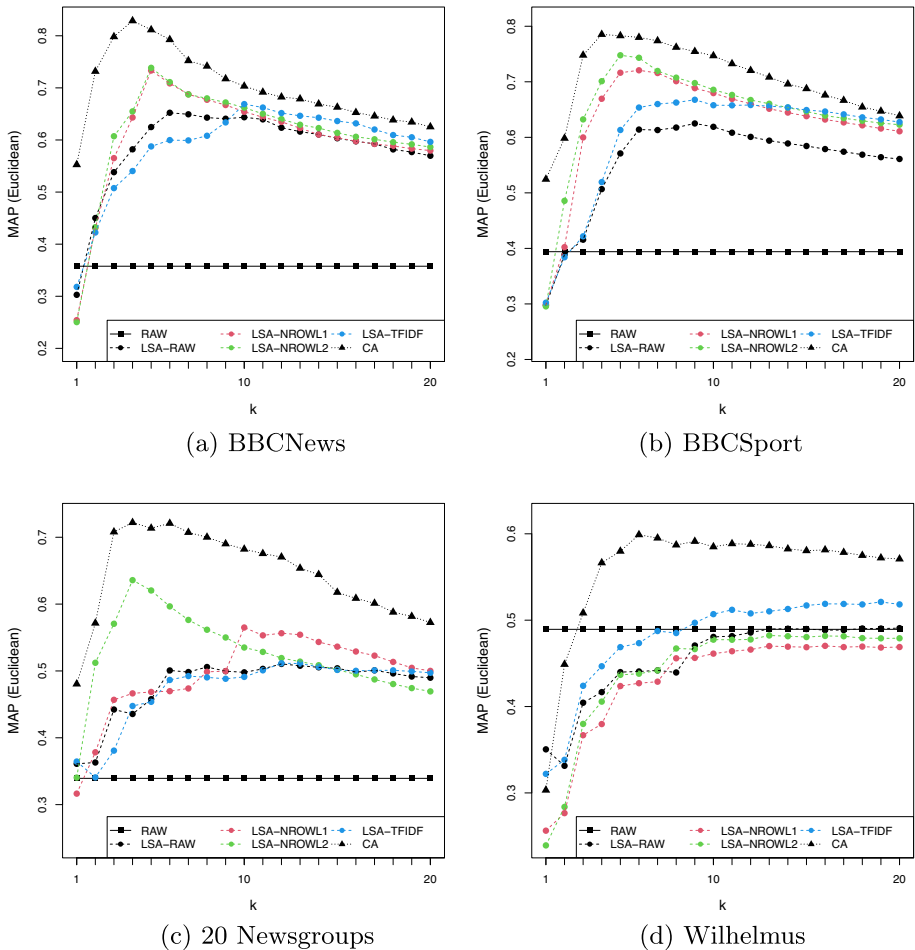 MAP (Euclidean)
0.8
0.7
0.6
0.5
0.4
0.3
0.2
RAW
LSA−RAW
LSA−NROWL1
LSA−NROWL2
LSA−TFIDF
CA
1
10
20
k
(a) BBCNews
MAP (Euclidean)
0.8
0.7
0.6
0.5
0.4
0.3
0.2
RAW
LSA−RAW
LSA−NROWL1
LSA−NROWL2
LSA−TFIDF
CA
1
10
20
k
(b) BBCSport
MAP (Euclidean)
0.7
0.6
0.5
0.4
0.3
RAW
LSA−RAW
LSA−NROWL1
LSA−NROWL2
LSA−TFIDF
CA
1
10
20
k
(c) 20 Newsgroups
MAP (Euclidean)
0.6
0.5
0.4
0.3
RAW
LSA−RAW
LSA−NROWL1
LSA−NROWL2
LSA−TFIDF
CA
1
10
20
k
(d) Wilhelmus